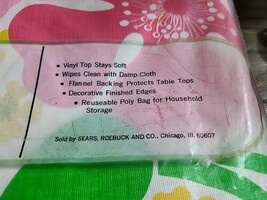 • Vinyl Top Stays Soft
• Wipes Clean with Damp Cloth
• Flannel Backing Protects Table Tops
• Decorative Finished Edges
• Reusable Poly Bag for Household
Storage
Sold by SEARS, ROEBUCK AND CO., Chicago, Ill. 60607